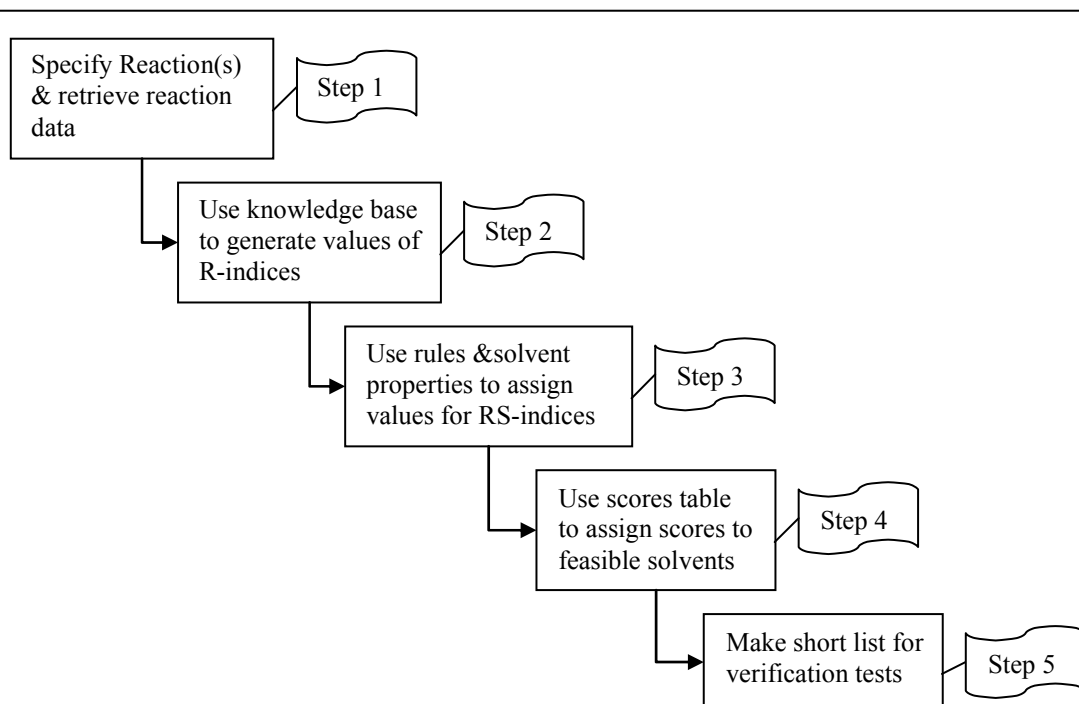 Specify Reaction(s)
& retrieve reaction
data
Step 1
Use knowledge base
to generate values of
R-indices
Step 2
Use rules &solvent
properties to assign
values for RS-indices
Step 3
Use scores table
to assign scores to
feasible solvents
Step 4
Make short list for
verification tests
Step 5